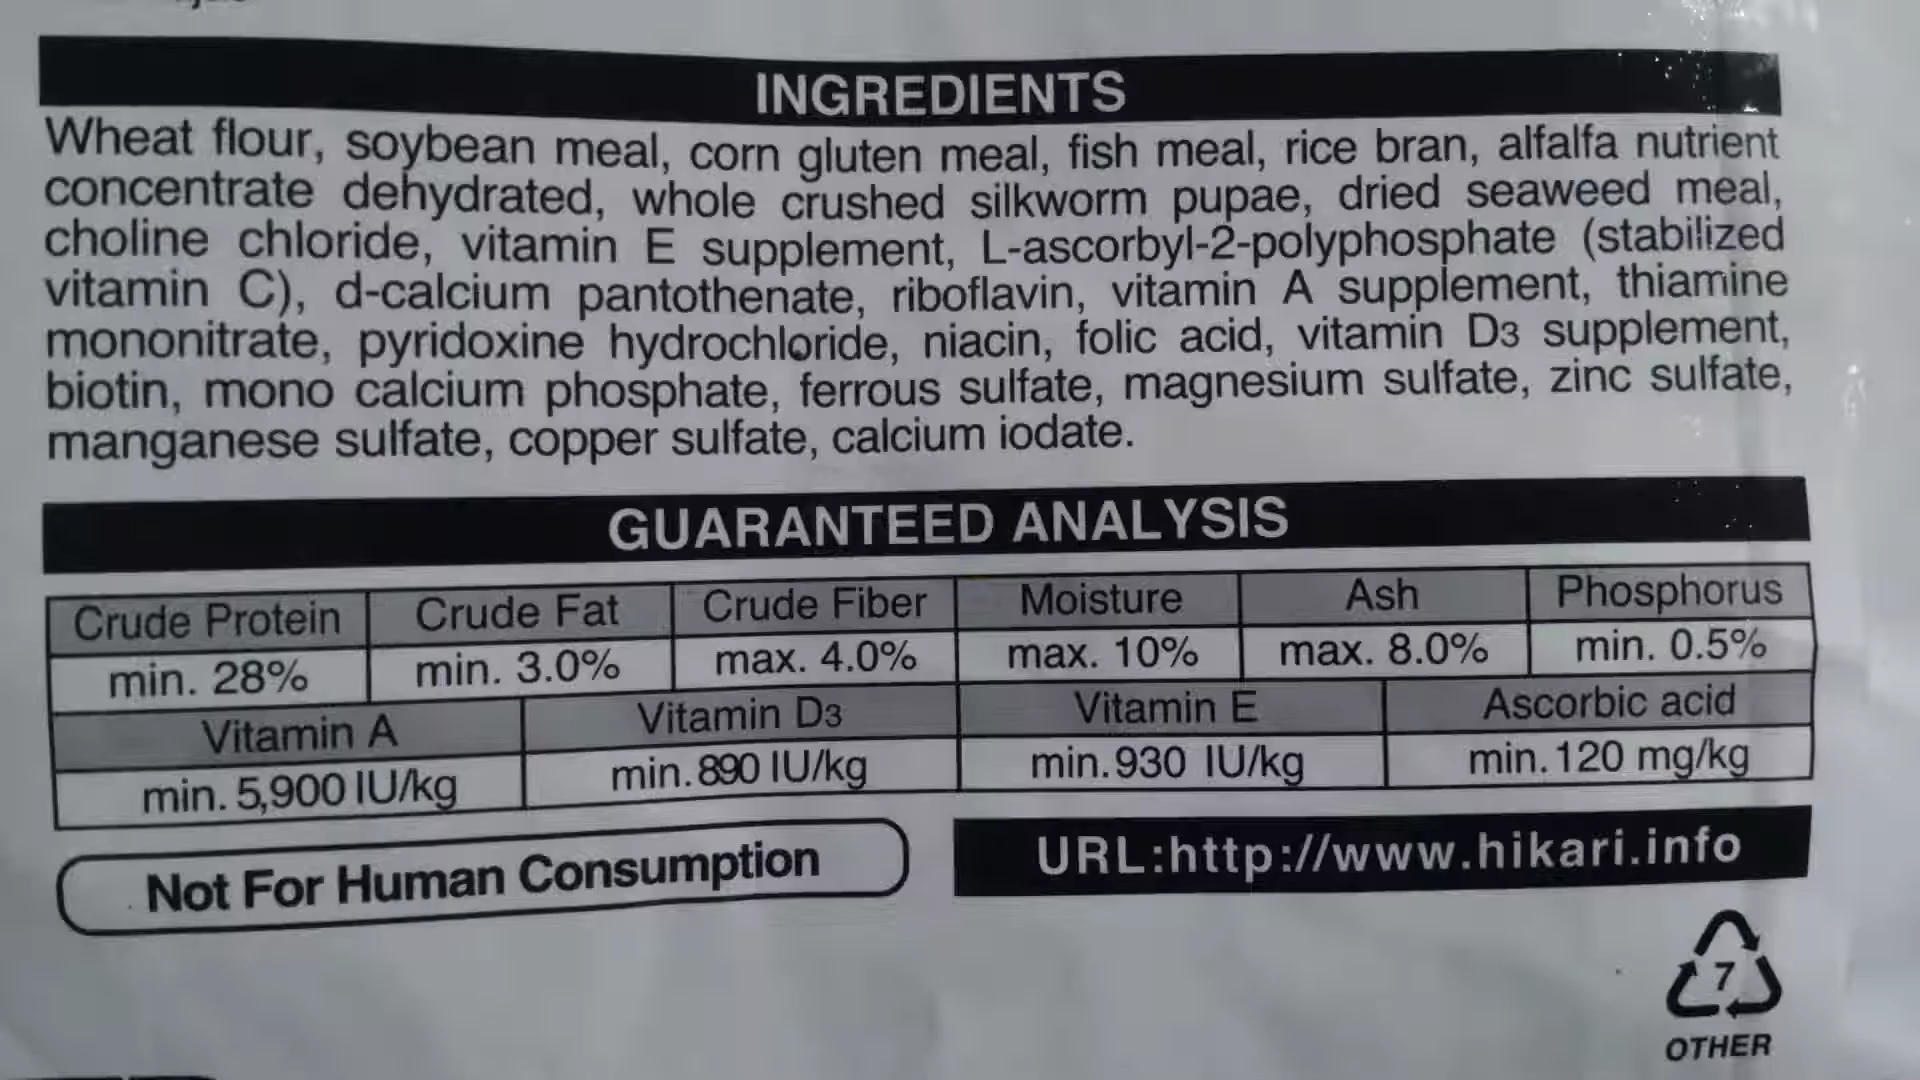 INGREDIENTS
Wheat flour, soybean meal, corn gluten meal, fish meal, rice bran, alfalfa nutrient
concentrate dehydrated, whole crushed silkworm pupae, dried seaweed meal,
choline chloride, vitamin E supplement, L-ascorbyl-2-polyphosphate (stabilized
vitamin C), d-calcium pantothenate, riboflavin, vitamin A supplement, thiamine
mononitrate, pyridoxine hydrochloride, niacin, folic acid, vitamin D3 supplement,
biotin, mono calcium phosphate, ferrous sulfate, magnesium sulfate, zinc sulfate,
manganese sulfate, copper sulfate, calcium iodate.
GUARANTEED ANALYSIS
Crude Protein Crude Fat Crude Fiber Moisture Ash Phosphorus
min. 28% min. 3.0% max. 4.0% max. 10% max. 8.0% min. 0.5%
Vitamin A Vitamin D3 Vitamin E Ascorbic acid
min. 5,900 IU/kg min. 890 IU/kg min. 930 IU/kg min. 120 mg/kg
Not For Human Consumption
URL:http://www.hikari.info
7
OTHER